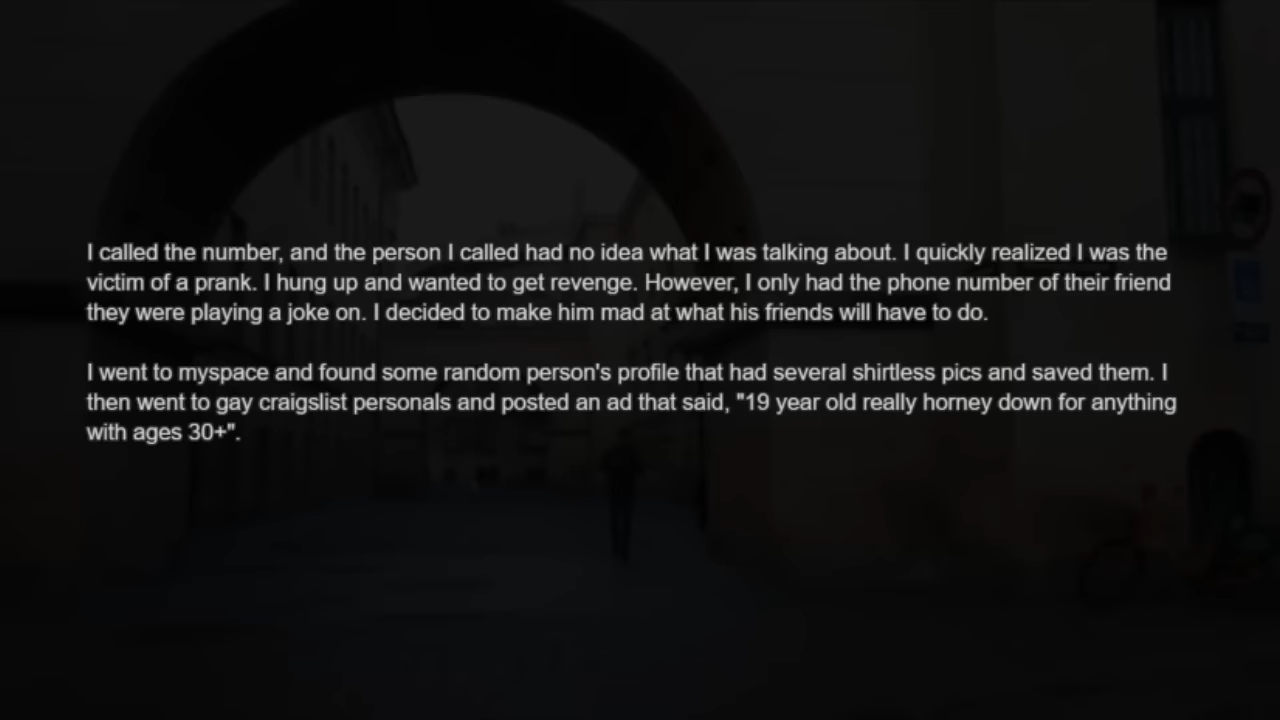 I called the number, and the person I called had no idea what I was talking about. I quickly realized I was the
victim of a prank. I hung up and wanted to get revenge. However, I only had the phone number of their friend
they were playing a joke on. I decided to make him mad at what his friends will have to do.
I went to myspace and found some random person's profile that had several shirtless pics and saved them. I
then went to gay craigslist personals and posted an ad that said, "19 year old really horney down for anything
with ages 30+".